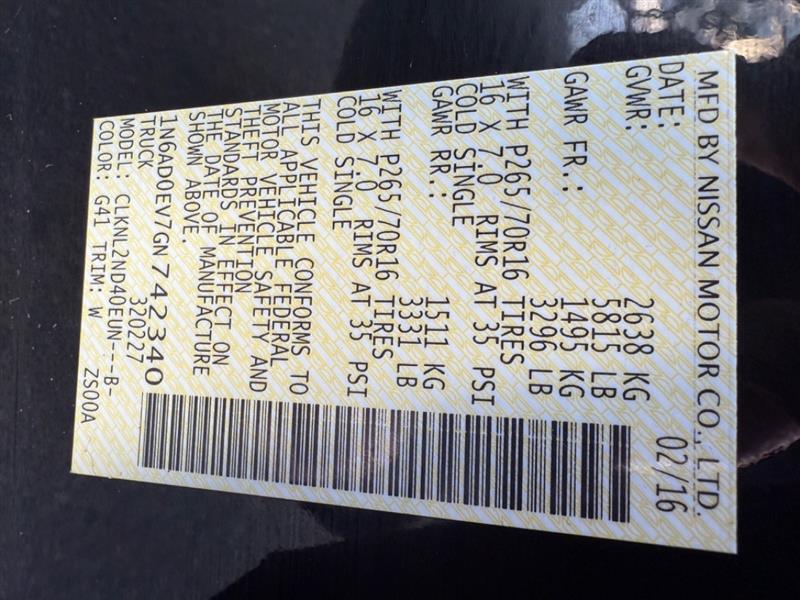 MFD BY NISSAN MOTOR CO., LTD.
DATE: 02/16
GVWR: 2638 KG
5815 LB
GAWR FR.: 1495 KG
3296 LB
WITH P265/70R16 TIRES
16 X 7.0 RIMS AT 35 PSI
COLD SINGLE
GAWR RR.: 1511 KG
3331 LB
WITH P265/70R16 TIRES
16 X 7.0 RIMS AT 35 PSI
COLD SINGLE
THIS VEHICLE CONFORMS TO
ALL APPLICABLE FEDERAL
MOTOR VEHICLE SAFETY AND
THEFT PREVENTION
STANDARDS IN EFFECT ON
THE DATE OF MANUFACTURE
SHOWN ABOVE.
1N6AD0EV7GN742340
TRUCK 320227
MODEL: CLKNL2ND40EUN---B-
COLOR: G41 TRIM: W ZS00A